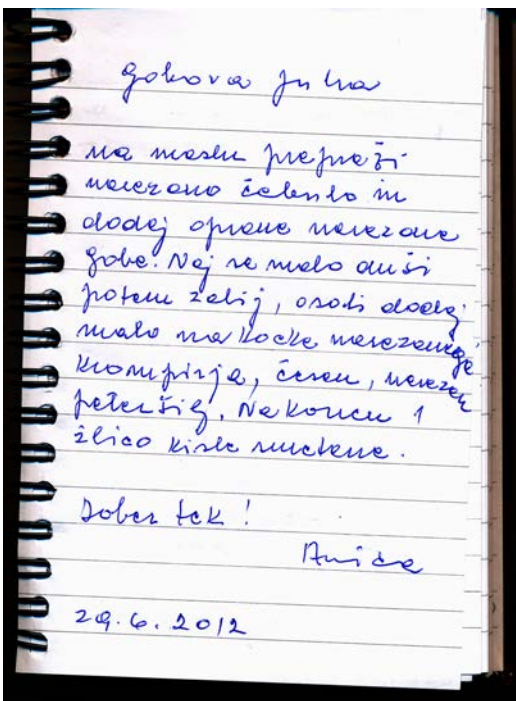 gobova juha
na maslu prepraži
narezano čebulo in
dodaj oprane narezane
gobe. Naj se malo duši
potem zalij, osoli dodaj
malo na kocke narezanega
krompirja, česen, narezan
peteršilj. Na koncu 1
žlico kisle smetane.
Dober tek!
Anica
29.6.2012